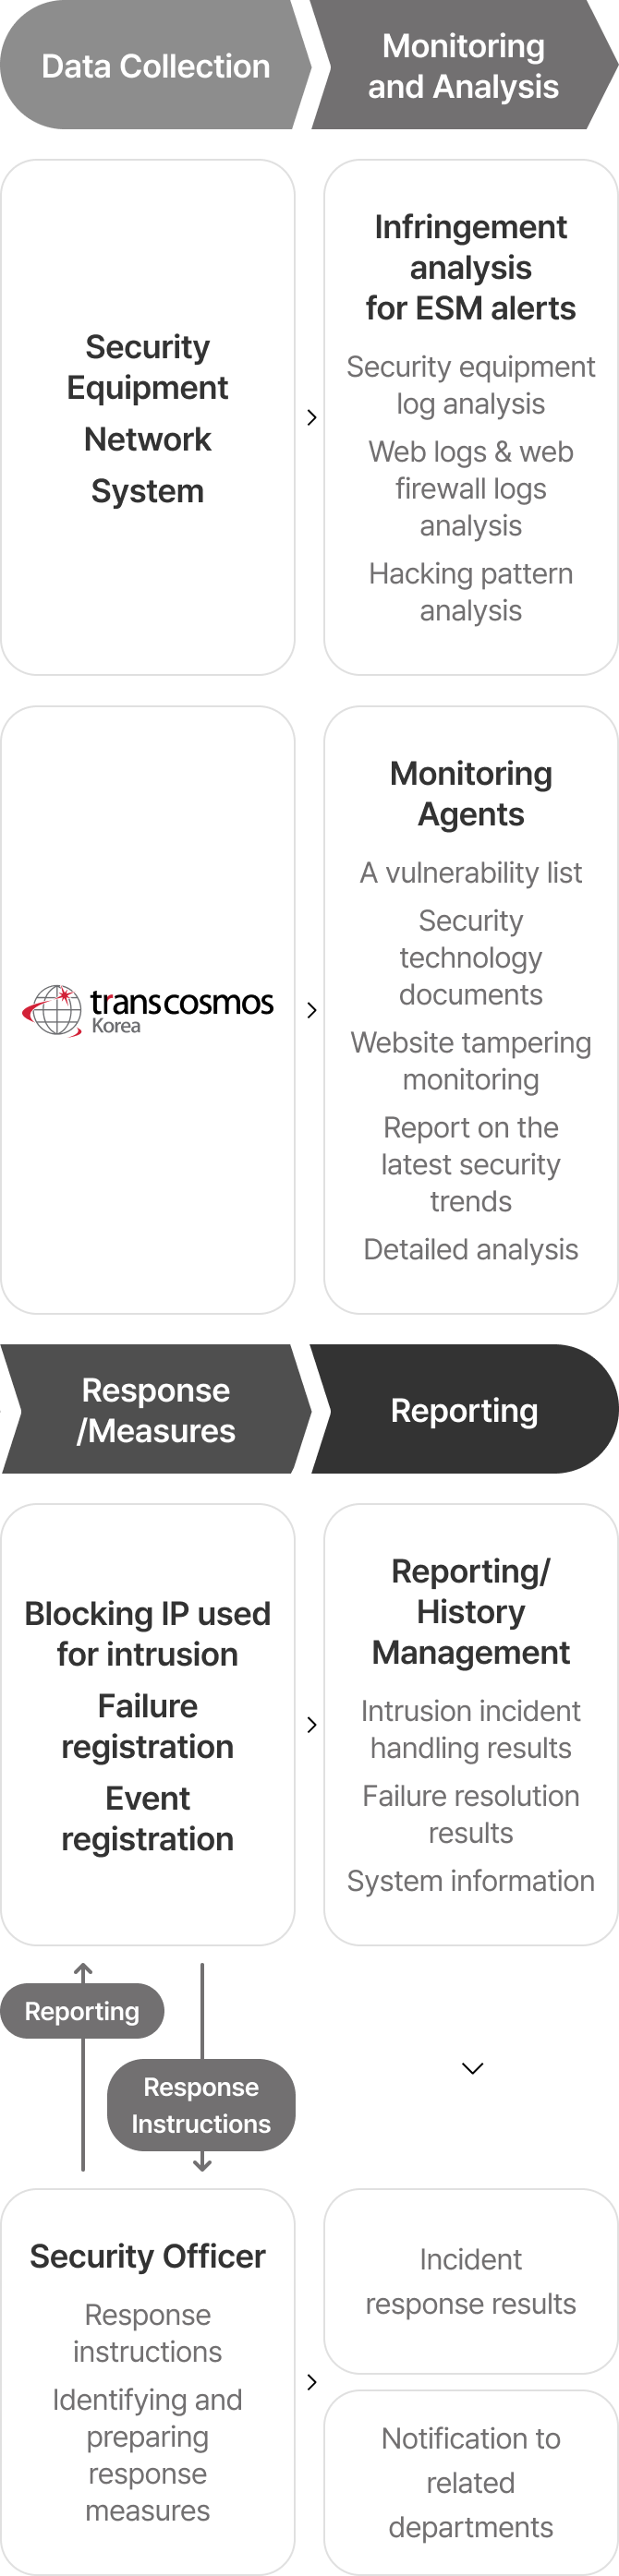 Data Collection
Monitoring
and Analysis
Security
Equipment
Network
System
Infringement
analysis
for ESM alerts
Security equipment
log analysis
Web logs & web
firewall logs
analysis
Hacking pattern
analysis
transcosmos
Korea
Monitoring
Agents
A vulnerability list
Security
technology
documents
Website tampering
monitoring
Report on the
latest security
trends
Detailed analysis
Response
/Measures
Reporting
Blocking IP used
for intrusion
Failure
registration
Event
registration
Reporting/
History
Management
Intrusion incident
handling results
Failure resolution
results
System information
Reporting
Response
Instructions
Security Officer
Response
instructions
Identifying and
preparing
response
measures
Incident
response results
Notification to
related
departments